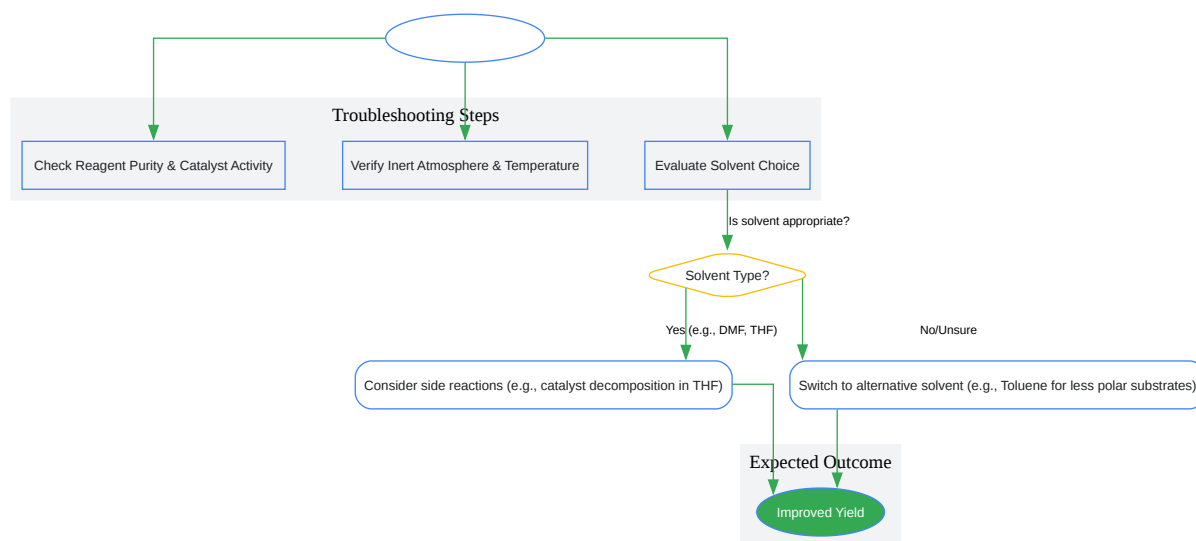 Troubleshooting Steps
Check Reagent Purity & Catalyst Activity
Verify Inert Atmosphere & Temperature
Evaluate Solvent Choice
Is solvent appropriate?
Solvent Type?
Yes (e.g., DMF, THF)
No/Unsure
Consider side reactions (e.g., catalyst decomposition in THF)
Switch to alternative solvent (e.g., Toluene for less polar substrates)
Expected Outcome
Improved Yield